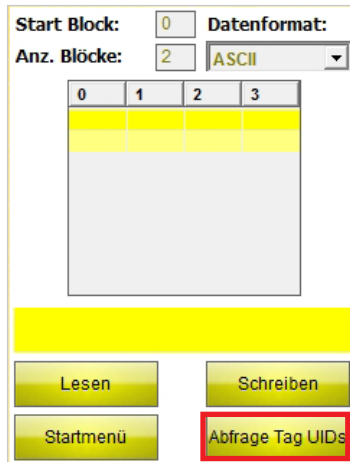 Start Block: 0 Datenformat:
Anz. Blöcke: 2 ASCII
0 1 2 3
Lesen Schreiben
Startmenü Abfrage Tag UIDs